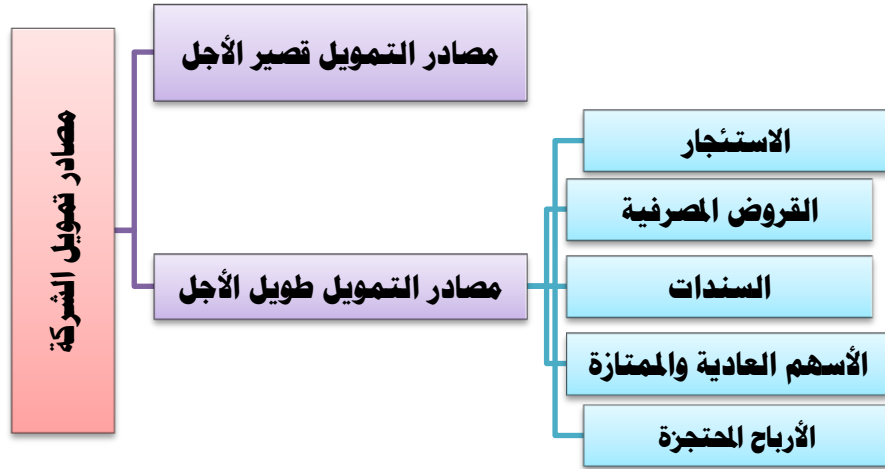 مصادر تمويل الشركة
مصادر التمويل قصير الأجل
مصادر التمويل طويل الأجل
الاستئجار
القروض المصرفية
السندات
الأسهم العادية والممتازة
الأرباح المحتجزة